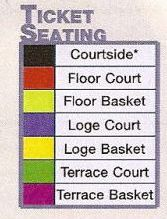 TICKET
SEATING
Courtside*
Floor Court
Floor Basket
Loge Court
Loge Basket
Terrace Court
Terrace Basket